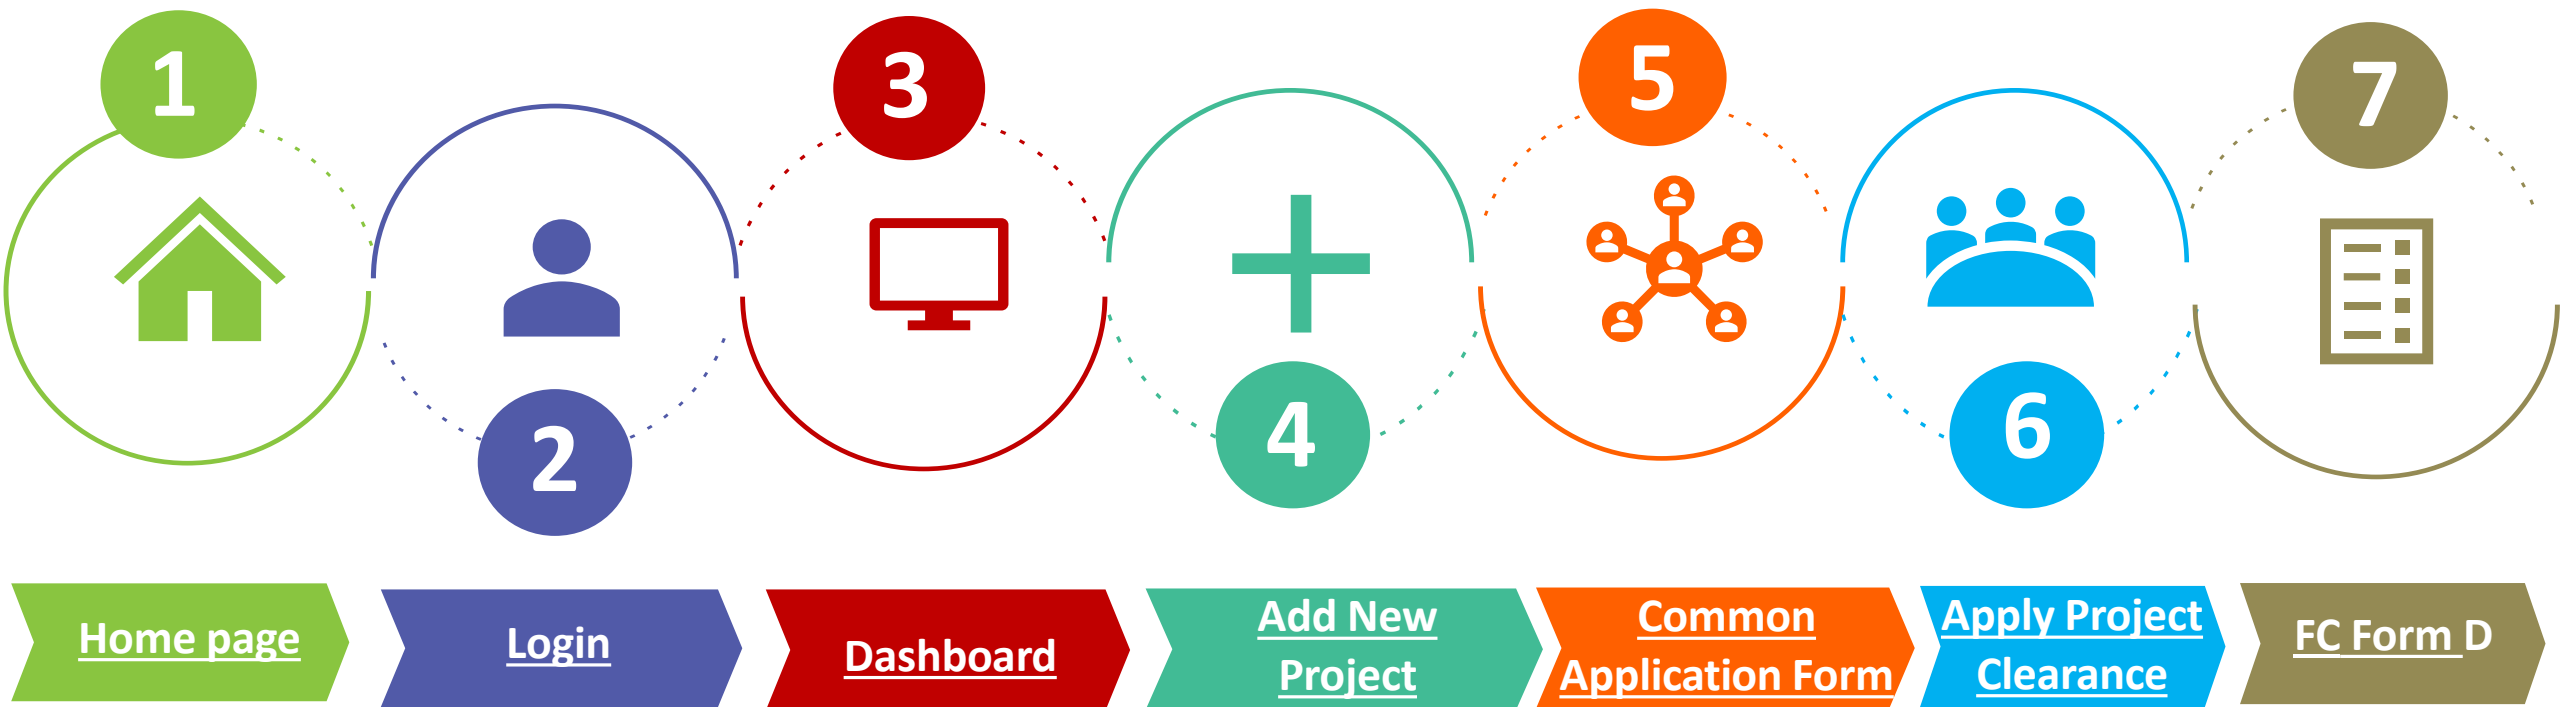 1
2
3
4
5
6
7
Home page
Login
Dashboard
Add New
Project
Common
Application Form
Apply Project
Clearance
FC Form D